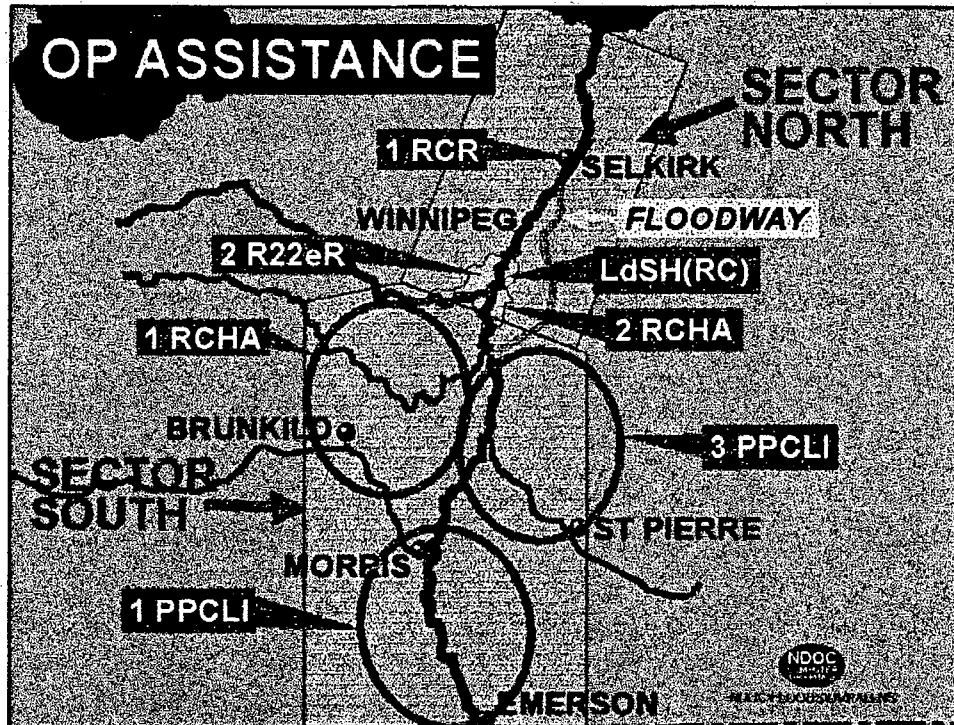 OP ASSISTANCE
SECTOR
NORTH
1 RCR
SELKIRK
WINNIPEG
FLOODWAY
2 R22eR
LdSH(RC)
1 RCHA
2 RCHA
BRUNKILD
3 PPCLI
SECTOR
SOUTH
ST PIERRE
MORRIS
1 PPCLI
NDOC
EMERSON